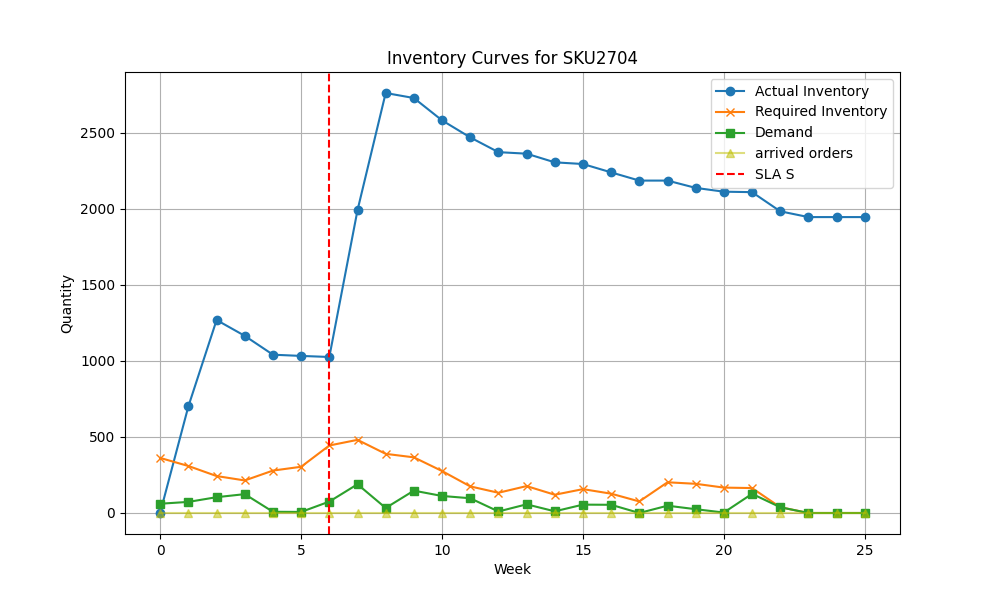 Inventory Curves for SKU2704
Actual Inventory
Required Inventory
Demand
arrived orders
SLA S
Quantity
2500
2000
1500
1000
500
0
0 5 10 15 20 25
Week